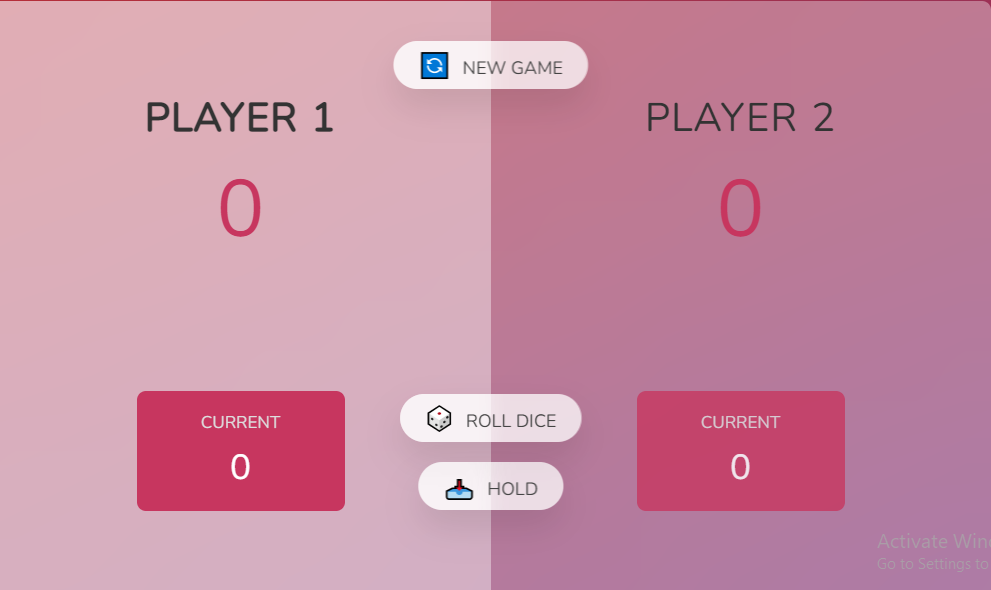 NEW GAME
PLAYER 1
PLAYER 2
0
0
CURRENT
0
ROLL DICE
HOLD
CURRENT
0
Activate Win
Go to Settings to